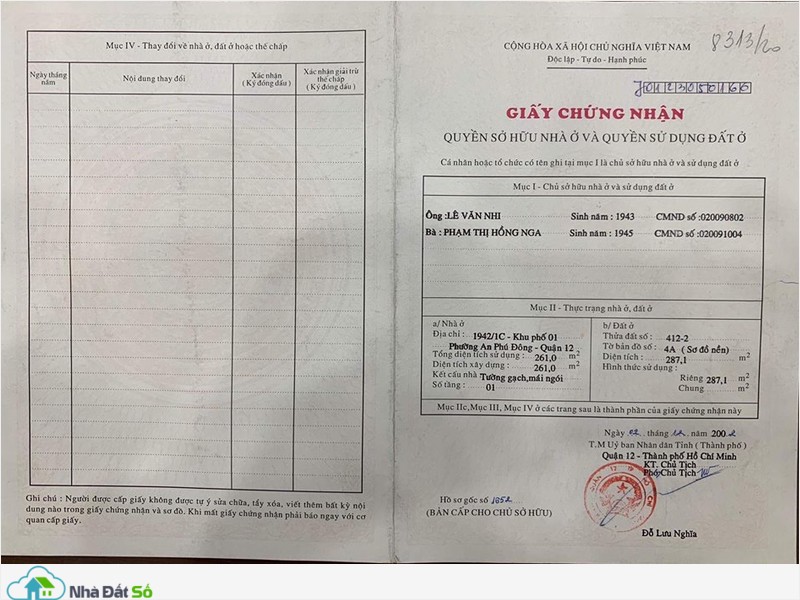 Mục IV - Thay đổi về nhà ở, đất ở hoặc thế chấp
Ngày tháng năm
Nội dung thay đổi
Xác nhận
( Ký đóng dấu )
Xác nhận giải trừ thế chấp
( Ký đóng dấu )
Ghi chú : Người được cấp giấy không được tự ý sửa chữa, tẩy xóa, viết thêm bất kỳ nội
dung nào trong giấy chứng nhận và sơ đồ. Khi mất giấy chứng nhận phải báo ngay với cơ
quan cấp giấy.
CỘNG HÒA XÃ HỘI CHỦ NGHĨA VIỆT NAM
Độc lập - Tự do - Hạnh phúc
8313/20
GIẤY CHỨNG NHẬN
QUYỀN SỞ HỮU NHÀ Ở VÀ QUYỀN SỬ DỤNG ĐẤT Ở
Cá nhân hoặc tổ chức có tên ghi tại mục I là chủ sở hữu nhà ở và sử dụng đất ở
Mục I - Chủ sở hữu nhà ở và sử dụng đất ở
Ông : LÊ VĂN NHI Sinh năm : 1943 CMND số :020090802
Bà : PHẠM THỊ HỒNG NGA Sinh năm : 1945 CMND số :020091004
Mục II - Thực trạng nhà ở, đất ở
a/ Nhà ở
Địa chỉ : 1942/1C - Khu phố 01
Phường An Phú Đông - Quận 12
Tổng diện tích sử dụng : 261,0 m2
Diện tích xây dựng : 261,0 m2
Kết cấu nhà Tường gạch,mái ngói
Số tầng : 01
b/ Đất ở
Thửa đất số : 412-2
Tờ bản đồ số : 4A ( Sơ đồ nền)
Diện tích : 287,1 m2
Hình thức sử dụng :
Riêng 287,1 m2
Chung m2
Mục IIc,Mục III, Mục IV ở các trang sau là thành phần của giấy chứng nhận này
Ngày tháng 12 năm 2002
T.M Uỷ ban Nhân dân Tỉnh ( Thành phố )
Quận 12 - Thành phố Hồ Chí Minh
KT. Chủ Tịch
Phó Chủ Tịch
Hồ sơ gốc số 1852
(BẢN CẤP CHO CHỦ SỞ HỮU)
Đỗ Lưu Nghĩa
Nhà Đất Số